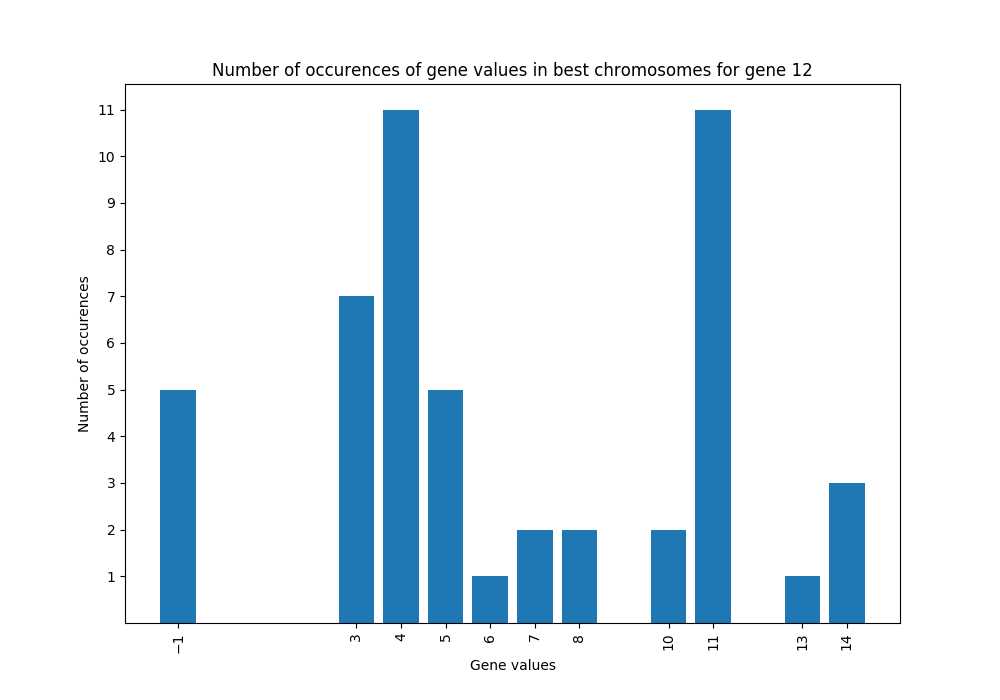 Number of occurences of gene values in best chromosomes for gene 12
11
10
9
8
7
6
5
4
3
2
1
Number of occurences
−1 3 4 5 6 7 8 10 11 13 14
Gene values